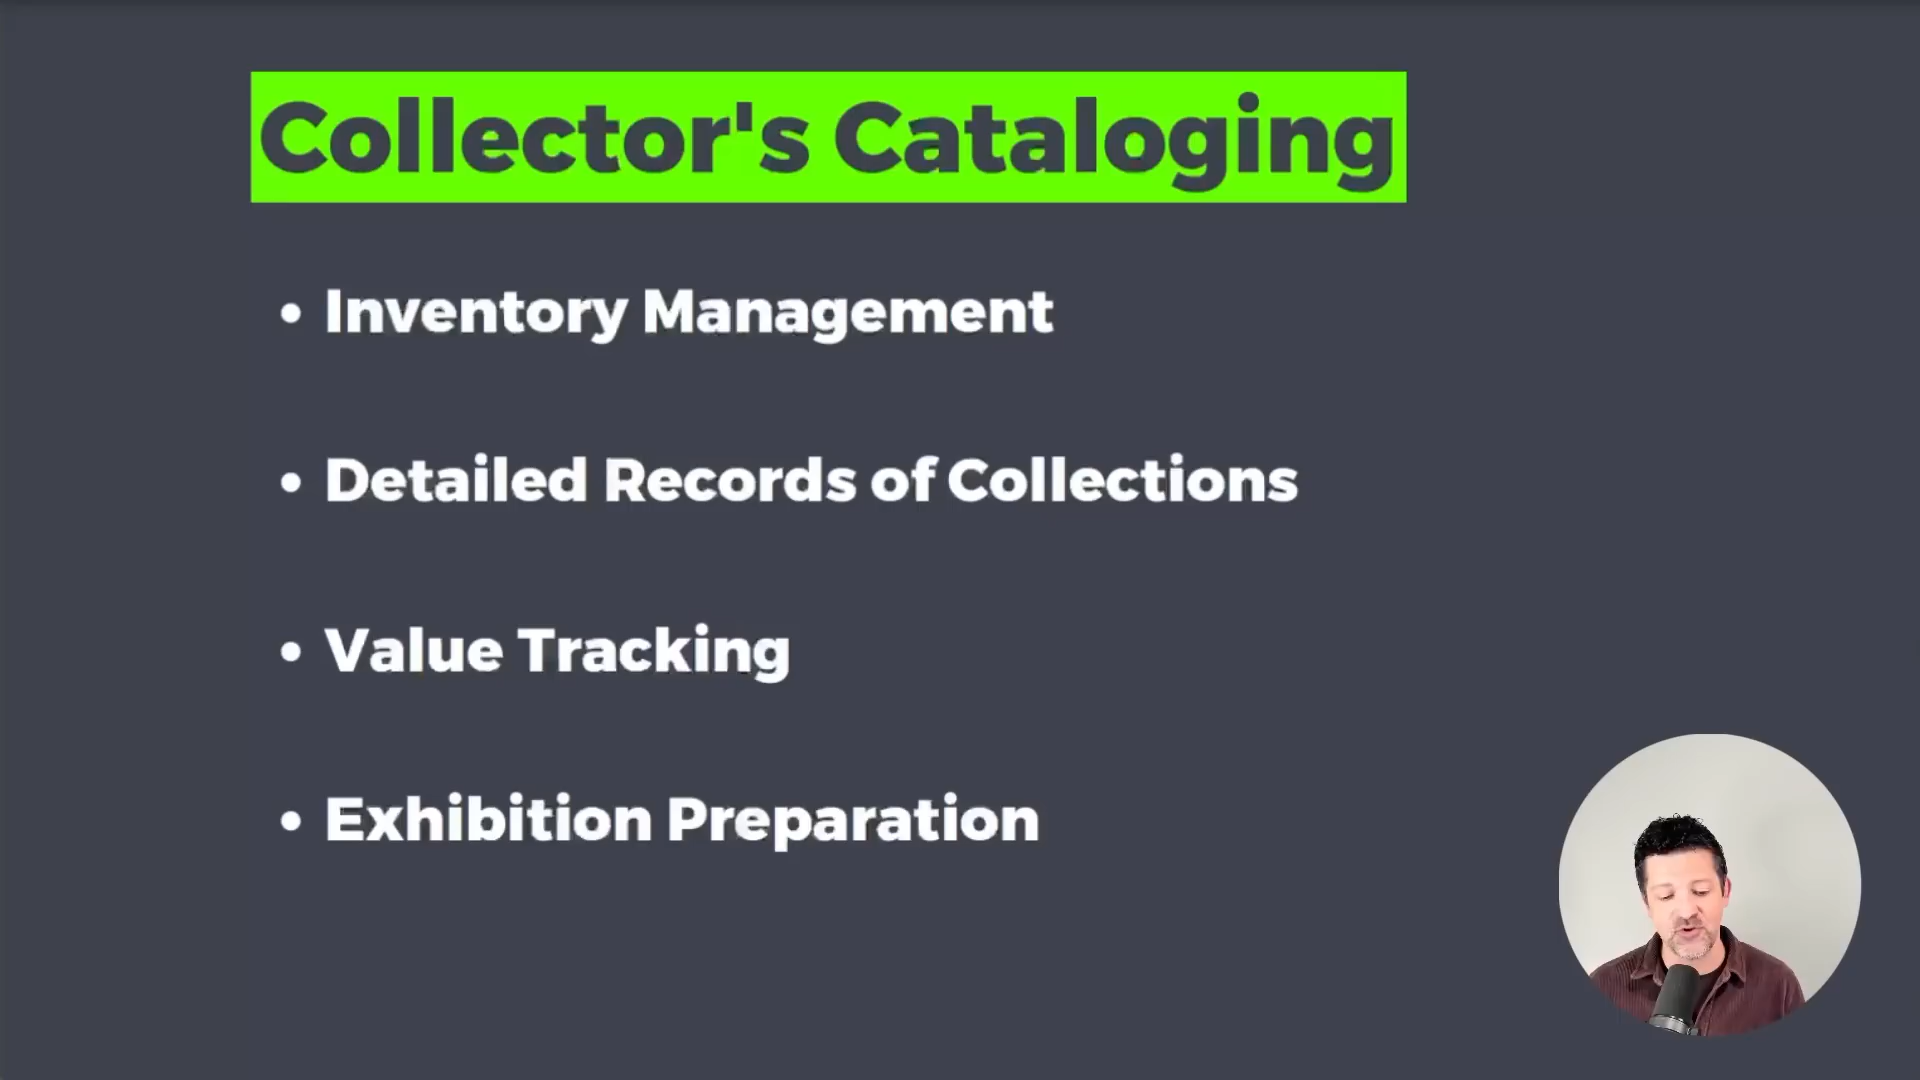 Collector's Cataloging
• Inventory Management
• Detailed Records of Collections
• Value Tracking
• Exhibition Preparation